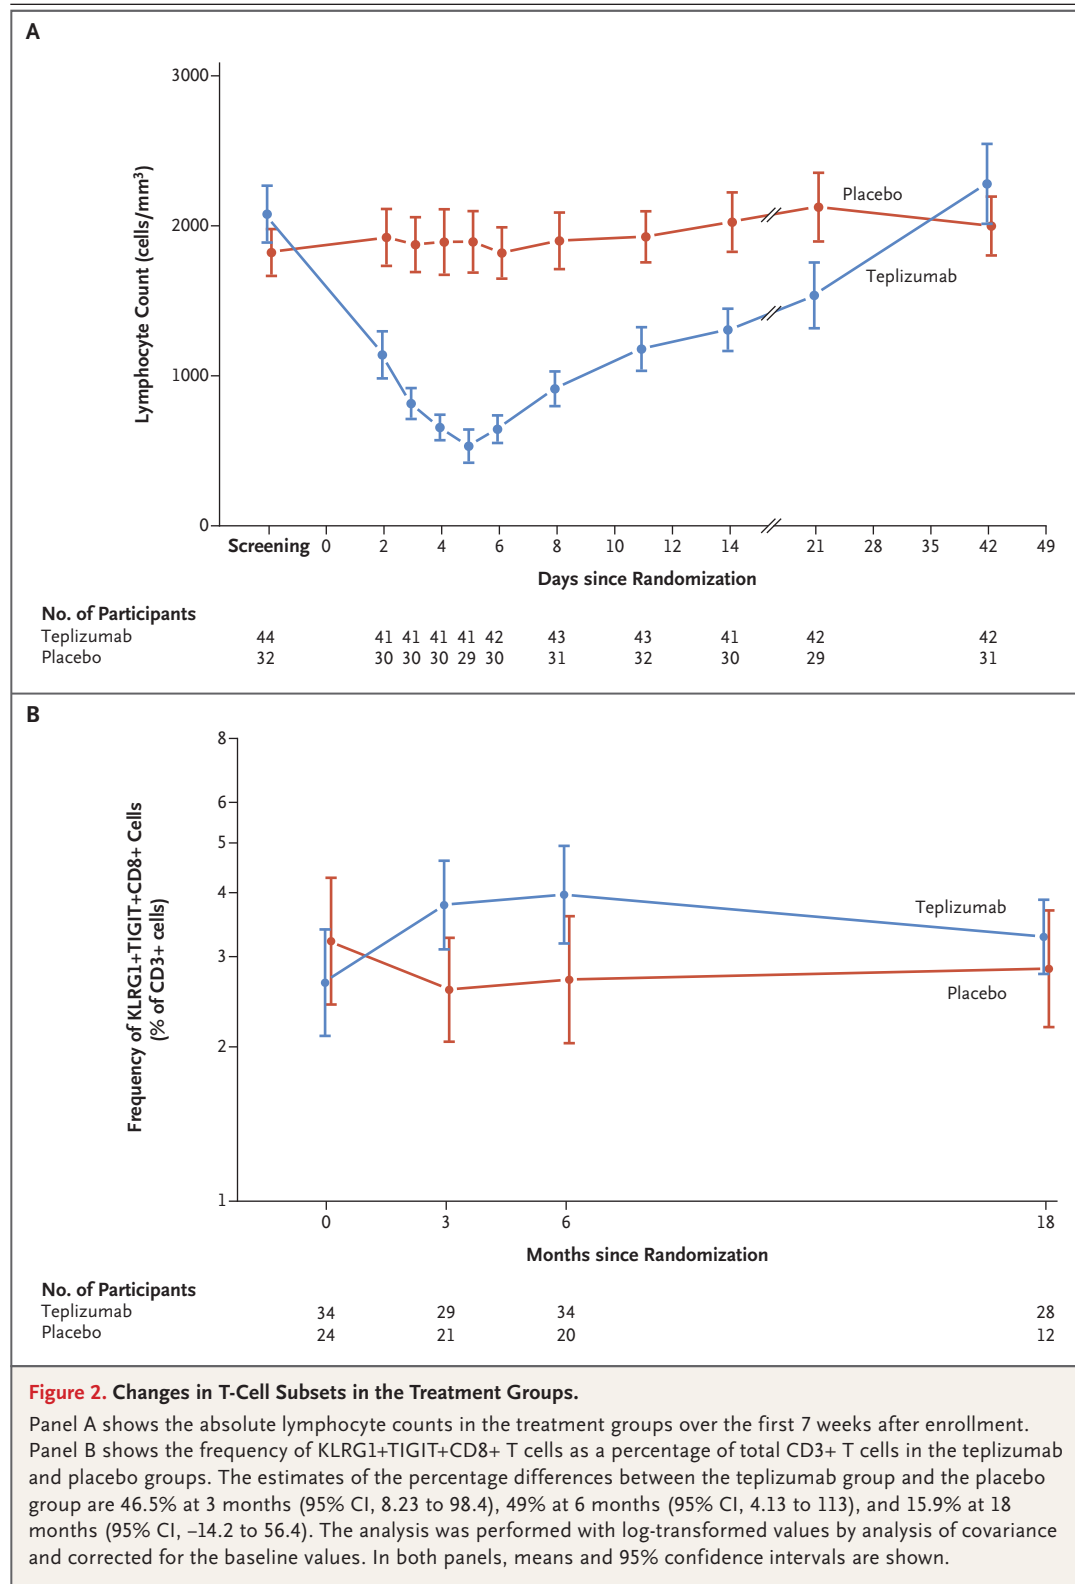 A
3000
2000
1000
0
Lymphocyte Count (cells/mm³)
Placebo
Teplizumab
Screening 0 2 4 6 8 10 12 14 21 28 35 42 49
Days since Randomization
No. of Participants
Teplizumab 44 41 41 41 41 42 43 43 41 42 42
Placebo 32 30 30 30 29 30 31 32 30 29 31
B
8
6
5
4
3
2
1
Frequency of KLRG1+TIGIT+CD8+ Cells
(% of CD3+ cells)
Teplizumab
Placebo
0 3 6 18
Months since Randomization
No. of Participants
Teplizumab 34 29 34 28
Placebo 24 21 20 12
Figure 2. Changes in T-Cell Subsets in the Treatment Groups.
Panel A shows the absolute lymphocyte counts in the treatment groups over the first 7 weeks after enrollment.
Panel B shows the frequency of KLRG1+TIGIT+CD8+ T cells as a percentage of total CD3+ T cells in the teplizumab
and placebo groups. The estimates of the percentage differences between the teplizumab group and the placebo
group are 46.5% at 3 months (95% CI, 8.23 to 98.4), 49% at 6 months (95% CI, 4.13 to 113), and 15.9% at 18
months (95% CI, −14.2 to 56.4). The analysis was performed with log-transformed values by analysis of covariance
and corrected for the baseline values. In both panels, means and 95% confidence intervals are shown.